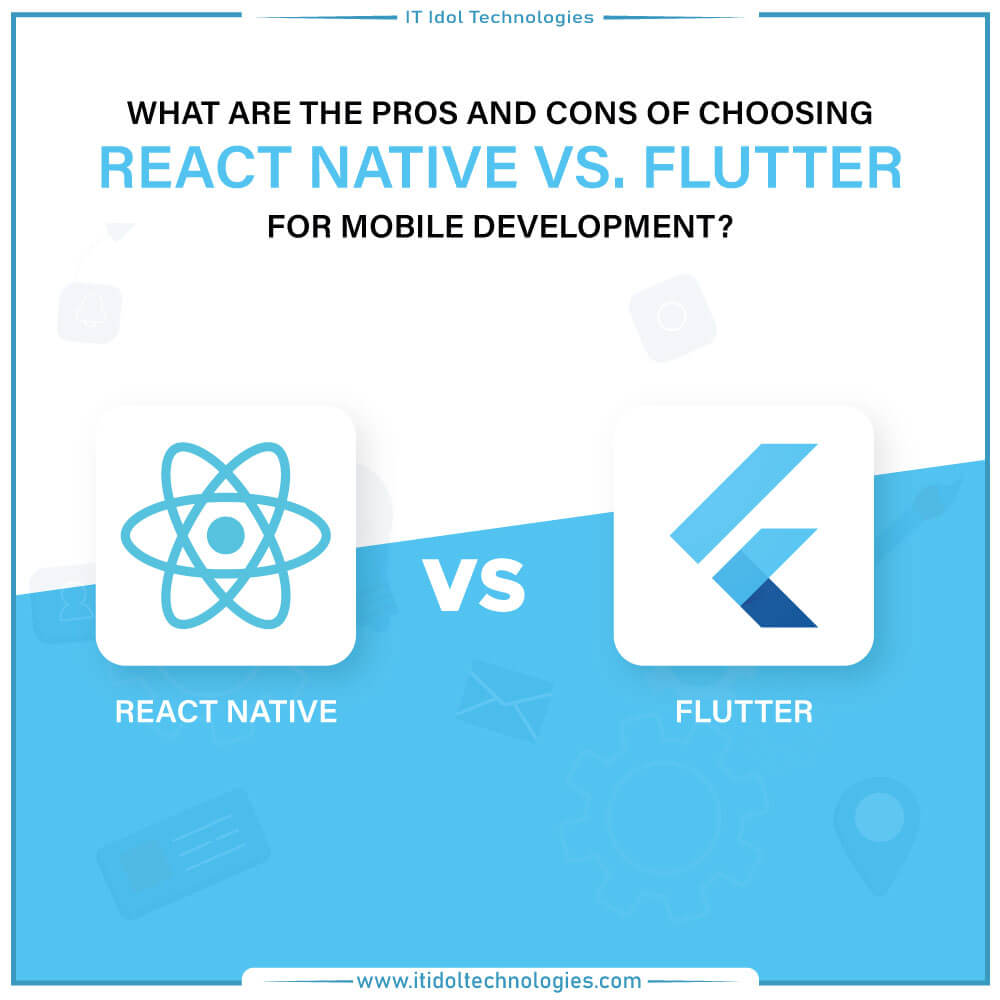 IT Idol Technologies
WHAT ARE THE PROS AND CONS OF CHOOSING
REACT NATIVE VS. FLUTTER
FOR MOBILE DEVELOPMENT?
VS
REACT NATIVE
FLUTTER
www.itidoltechnologies.com